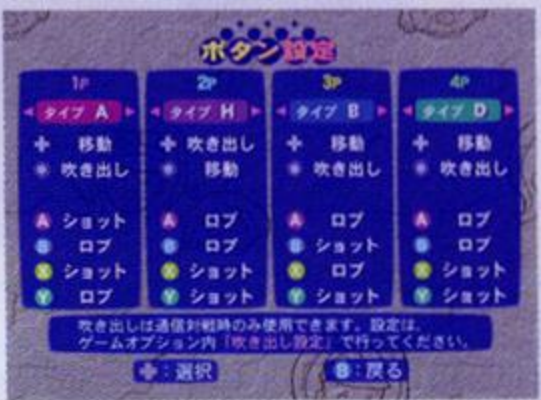 ボタン設定
1P
タイプ A
移動
吹き出し
A ショット
B ロブ
X ショット
Y ロブ
2P
タイプ H
吹き出し
移動
A ロブ
B ロブ
X ショット
Y ショット
3P
タイプ B
移動
吹き出し
A ロブ
B ショット
X ロブ
Y ショット
4P
タイプ D
移動
吹き出し
A ロブ
B ロブ
X ショット
Y ショット
吹き出しは通信対戦時のみ使用できます。設定は、
ゲームオプション内「吹き出し設定」で行ってください。
:選択
B:戻る